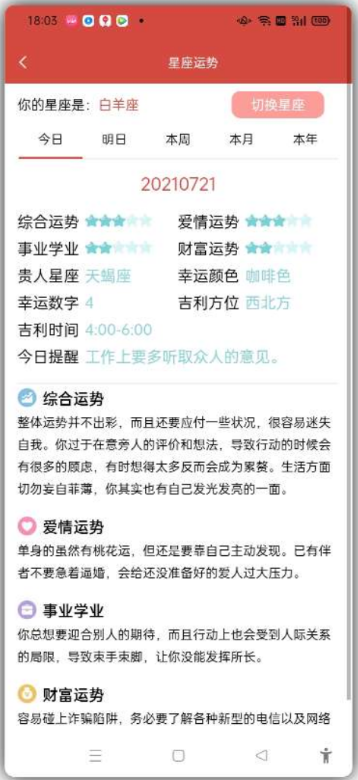 18:03
星座运势
你的星座是: 白羊座
切换星座
今日 明日 本周 本月 本年
20210721
综合运势 爱情运势
事业学业 财富运势
贵人星座 天蝎座 幸运颜色 咖啡色
幸运数字 4 吉利方位 西北方
吉利时间 4:00-6:00
今日提醒 工作上要多听取众人的意见。
综合运势
整体运势并不出彩，而且还要应付一些状况，很容易迷失
自我。你过于在意旁人的评价和想法，导致行动的时候会
有很多的顾虑，有时想得太多反而会成为累赘。生活方面
切勿妄自菲薄，你其实也有自己发光发亮的一面。
爱情运势
单身的虽然有桃花运，但还是要靠自己主动发现。已有伴
者不要急着逼婚，会给还没准备好的爱人过大压力。
事业学业
你总想要迎合别人的期待，而且行动上也会受到人际关系
的局限，导致束手束脚，让你没能发挥所长。
财富运势
容易碰上诈骗陷阱，务必要了解各种新型的电信以及网络